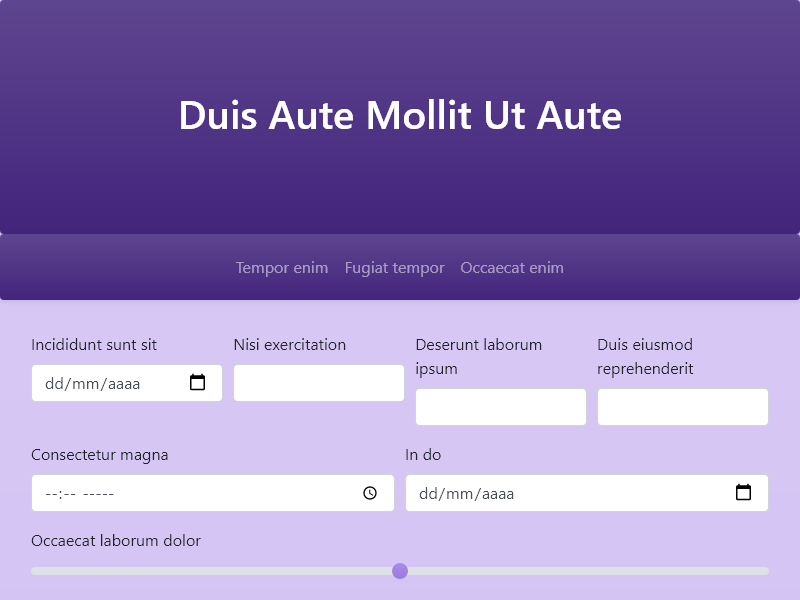 Duis Aute Mollit Ut Aute
Tempor enim Fugiat tempor Occaecat enim
Incididunt sunt sit
dd/mm/aaaa
Nisi exercitation
Deserunt laborum
ipsum
Duis eiusmod
reprehenderit
Consectetur magna
--:-- -----
In do
dd/mm/aaaa
Occaecat laborum dolor